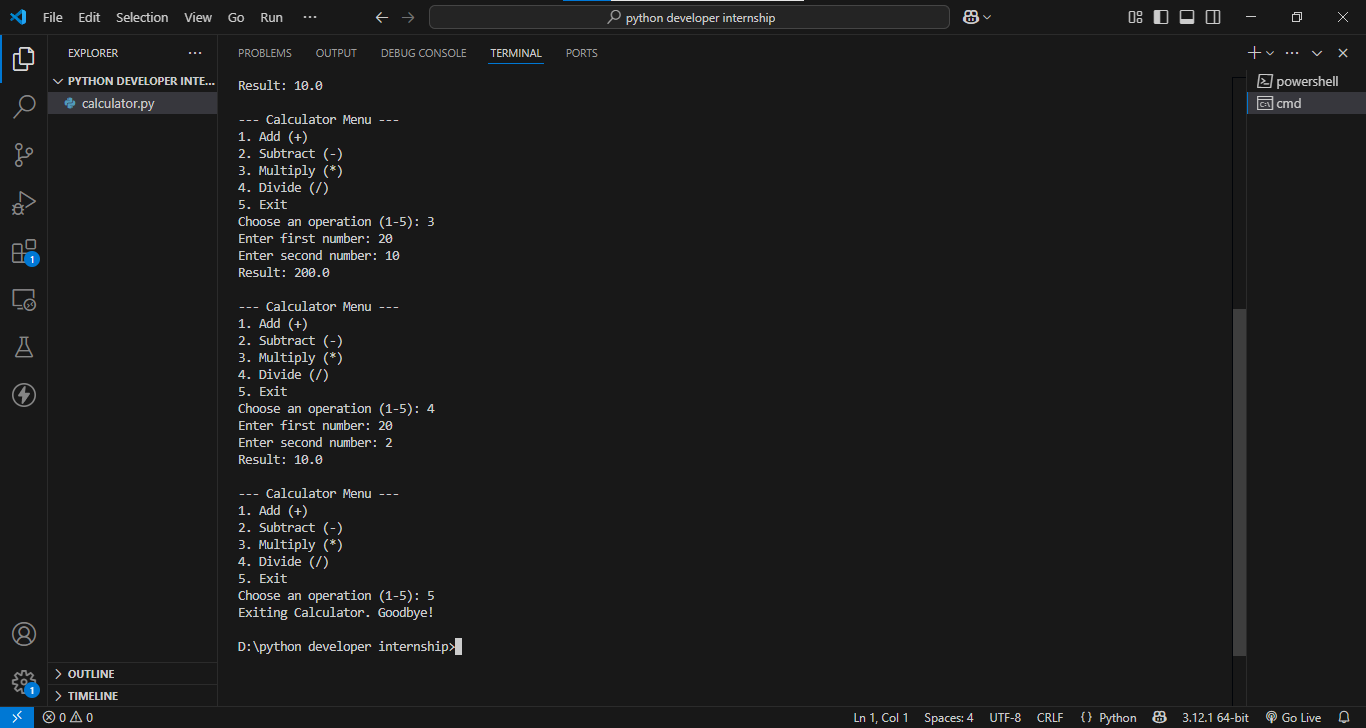 File Edit Selection View Go Run ···
python developer internship
EXPLORER ···
PYTHON DEVELOPER INTE...
calculator.py
OUTLINE
TIMELINE
1
1
PROBLEMS OUTPUT DEBUG CONSOLE TERMINAL PORTS
Result: 10.0
--- Calculator Menu ---
1. Add (+)
2. Subtract (-)
3. Multiply (*)
4. Divide (/)
5. Exit
Choose an operation (1-5): 3
Enter first number: 20
Enter second number: 10
Result: 200.0
--- Calculator Menu ---
1. Add (+)
2. Subtract (-)
3. Multiply (*)
4. Divide (/)
5. Exit
Choose an operation (1-5): 4
Enter first number: 20
Enter second number: 2
Result: 10.0
--- Calculator Menu ---
1. Add (+)
2. Subtract (-)
3. Multiply (*)
4. Divide (/)
5. Exit
Choose an operation (1-5): 5
Exiting Calculator. Goodbye!
D:\python developer internship>
powershell
cmd
0 0
Ln 1, Col 1 Spaces: 4 UTF-8 CRLF {} Python 3.12.1 64-bit Go Live